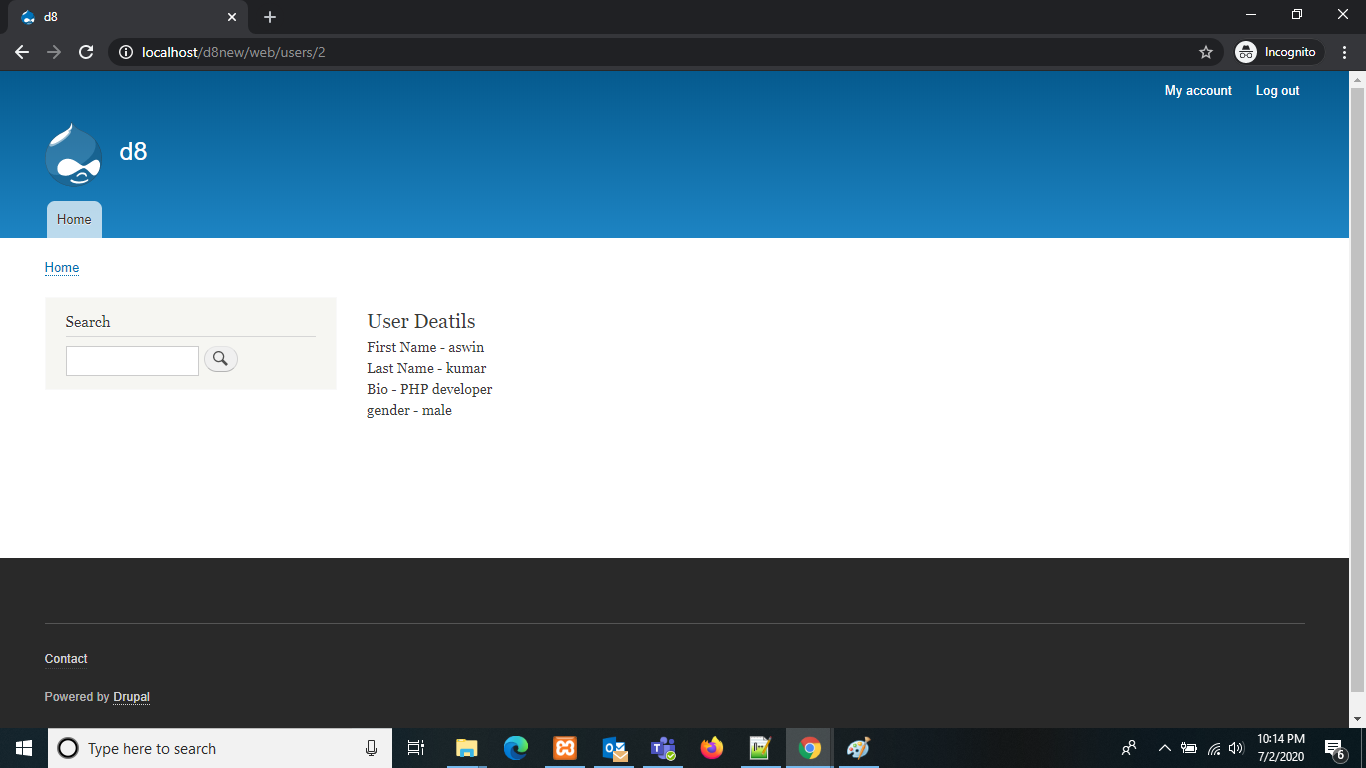 d8
localhost/d8new/web/users/2
Incognito
My account
Log out
d8
Home
Home
Search
User Deatils
First Name - aswin
Last Name - kumar
Bio - PHP developer
gender - male
Contact
Powered by Drupal
Type here to search
10:14 PM
7/2/2020
6